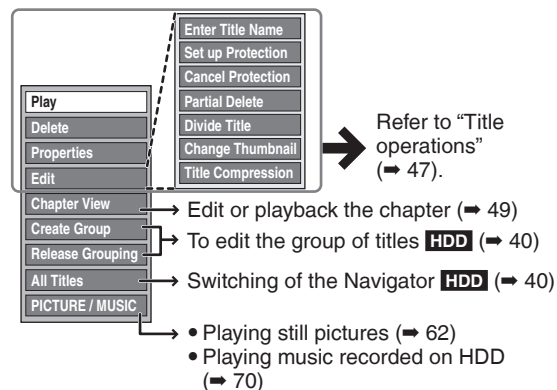 Enter Title Name
Set up Protection
Cancel Protection
Partial Delete
Divide Title
Change Thumbnail
Title Compression
Play
Delete
Properties
Edit
Chapter View
Create Group
Release Grouping
All Titles
PICTURE / MUSIC
Refer to “Title
operations”
(➡ 47).
Edit or playback the chapter (➡ 49)
To edit the group of titles HDD (➡ 40)
Switching of the Navigator HDD (➡ 40)
• Playing still pictures (➡ 62)
• Playing music recorded on HDD
(➡ 70)